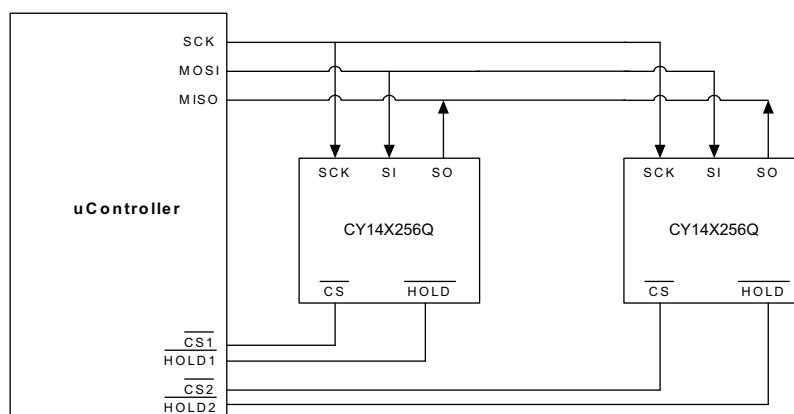 SCK
MOSI
MISO
uController
SCK SI SO
CY14X256Q
CS HOLD
SCK SI SO
CY14X256Q
CS HOLD
CS1
HOLD1
CS2
HOLD2